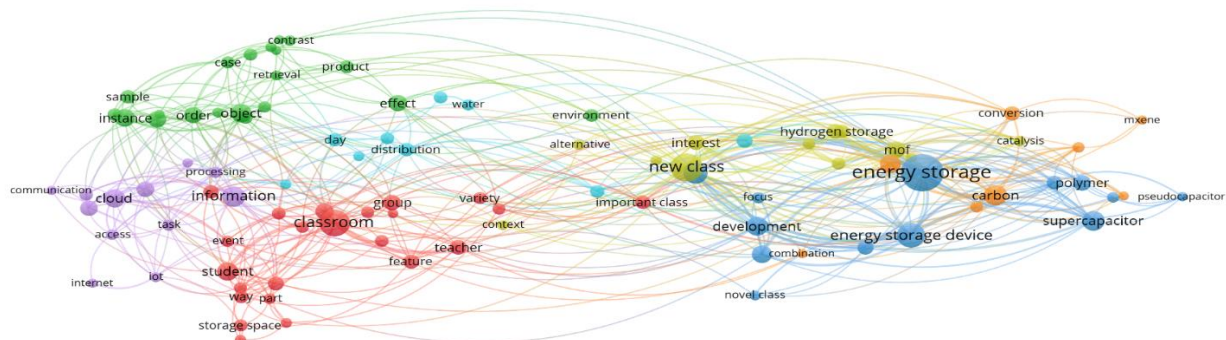 contrast
case
product
retrieval
sample
effect
water
instance
order
object
environment
conversion
mxene
day
interest
hydrogen storage
catalysis
distribution
alternative
mof
processing
new class
energy storage
communication
cloud
information
polymer
variety
important class
focus
carbon
pseudocapacitor
group
access
task
classroom
context
development
supercapacitor
event
teacher
energy storage device
feature
combination
student
internet
iot
way
part
novel class
storage space